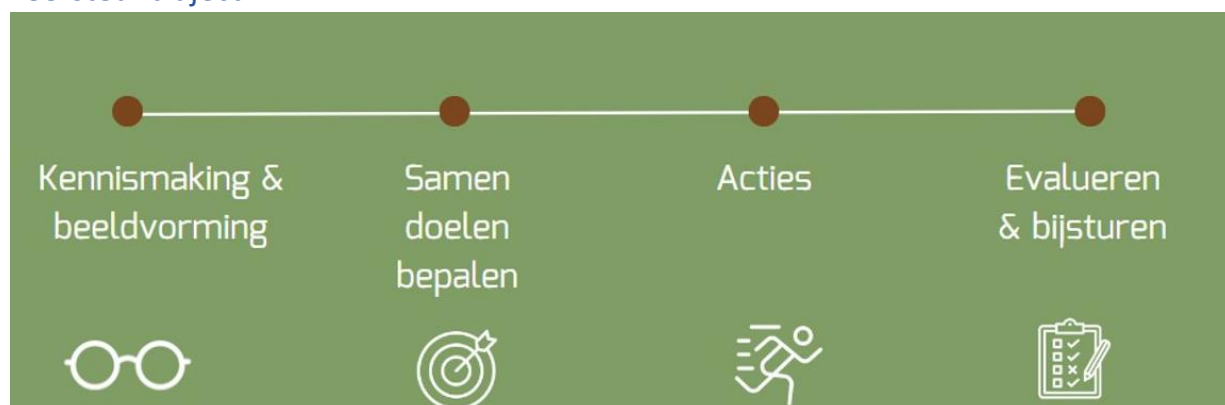 Kennismaking &
beeldvorming
Samen
doelen
bepalen
Acties
Evalueren
& bijsturen